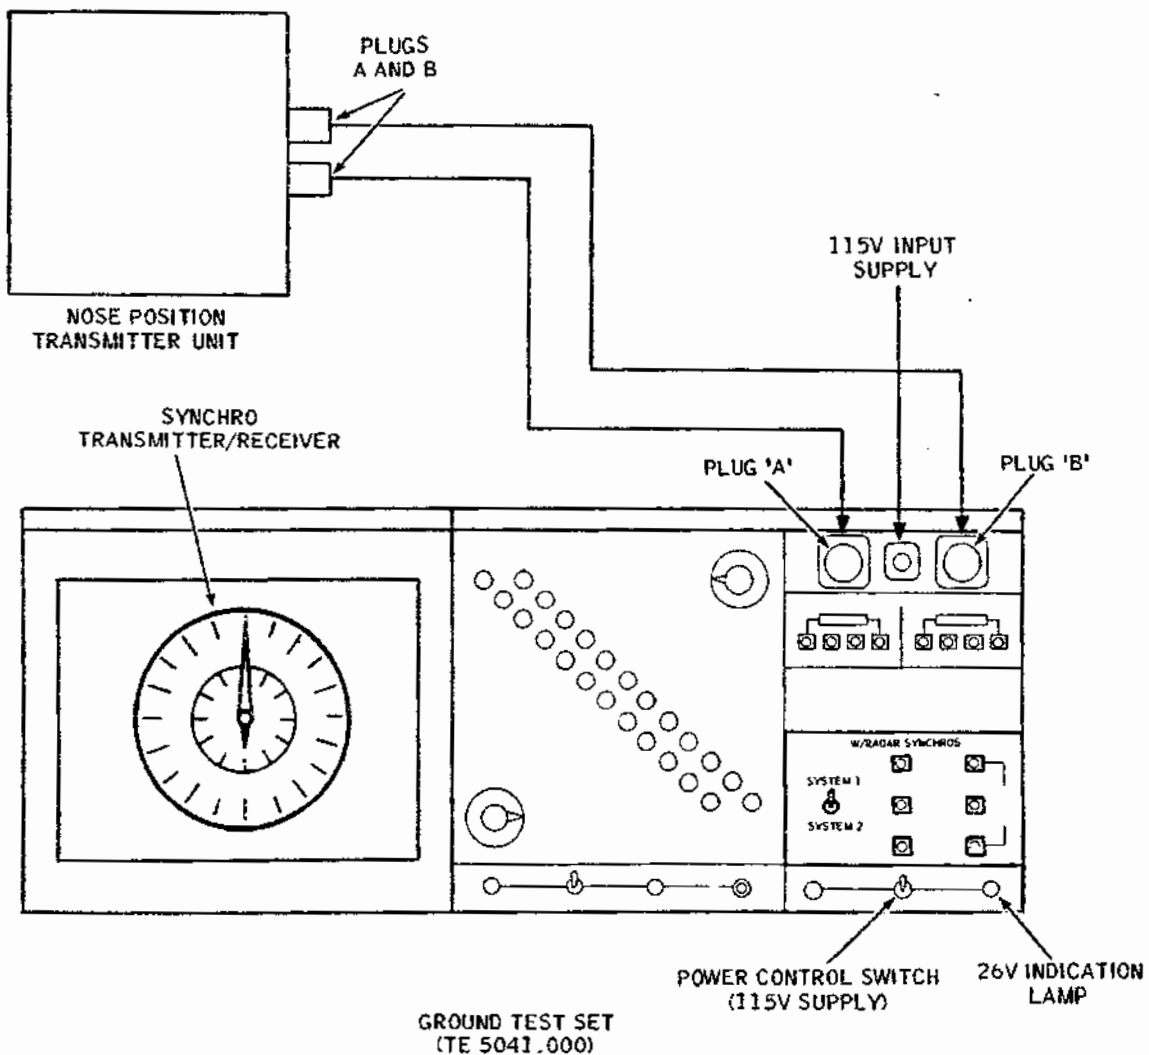 PLUGS
A AND B
NOSE POSITION
TRANSMITTER UNIT
115V INPUT
SUPPLY
SYNCHRO
TRANSMITTER/RECEIVER
PLUG 'A'
PLUG 'B'
W/RADAR SYNCHROS
SYSTEM 1
SYSTEM 2
POWER CONTROL SWITCH
(115V SUPPLY)
26V INDICATION
LAMP
GROUND TEST SET
(TE 5041.000)